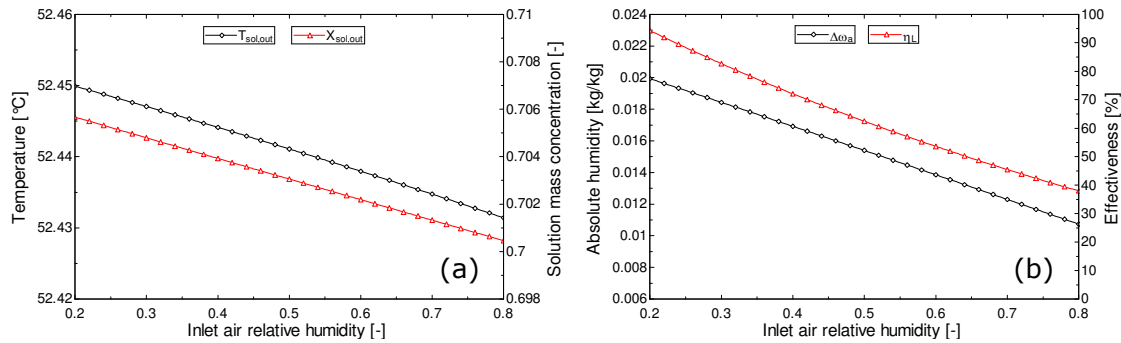 T sol,out
X sol,out
52.46
52.45
52.44
52.43
52.42
Temperature [°C]
0.71
0.708
0.706
0.704
0.702
0.7
0.698
Solution mass concentration [-]
0.2 0.3 0.4 0.5 0.6 0.7 0.8
Inlet air relative humidity [-]
(a)
Δωa
ηL
0.024
0.022
0.02
0.018
0.016
0.014
0.012
0.01
0.008
0.006
Absolute humidity [kg/kg]
100
90
80
70
60
50
40
30
20
10
0
Effectiveness [%]
0.2 0.3 0.4 0.5 0.6 0.7 0.8
Inlet air relative humidity [-]
(b)